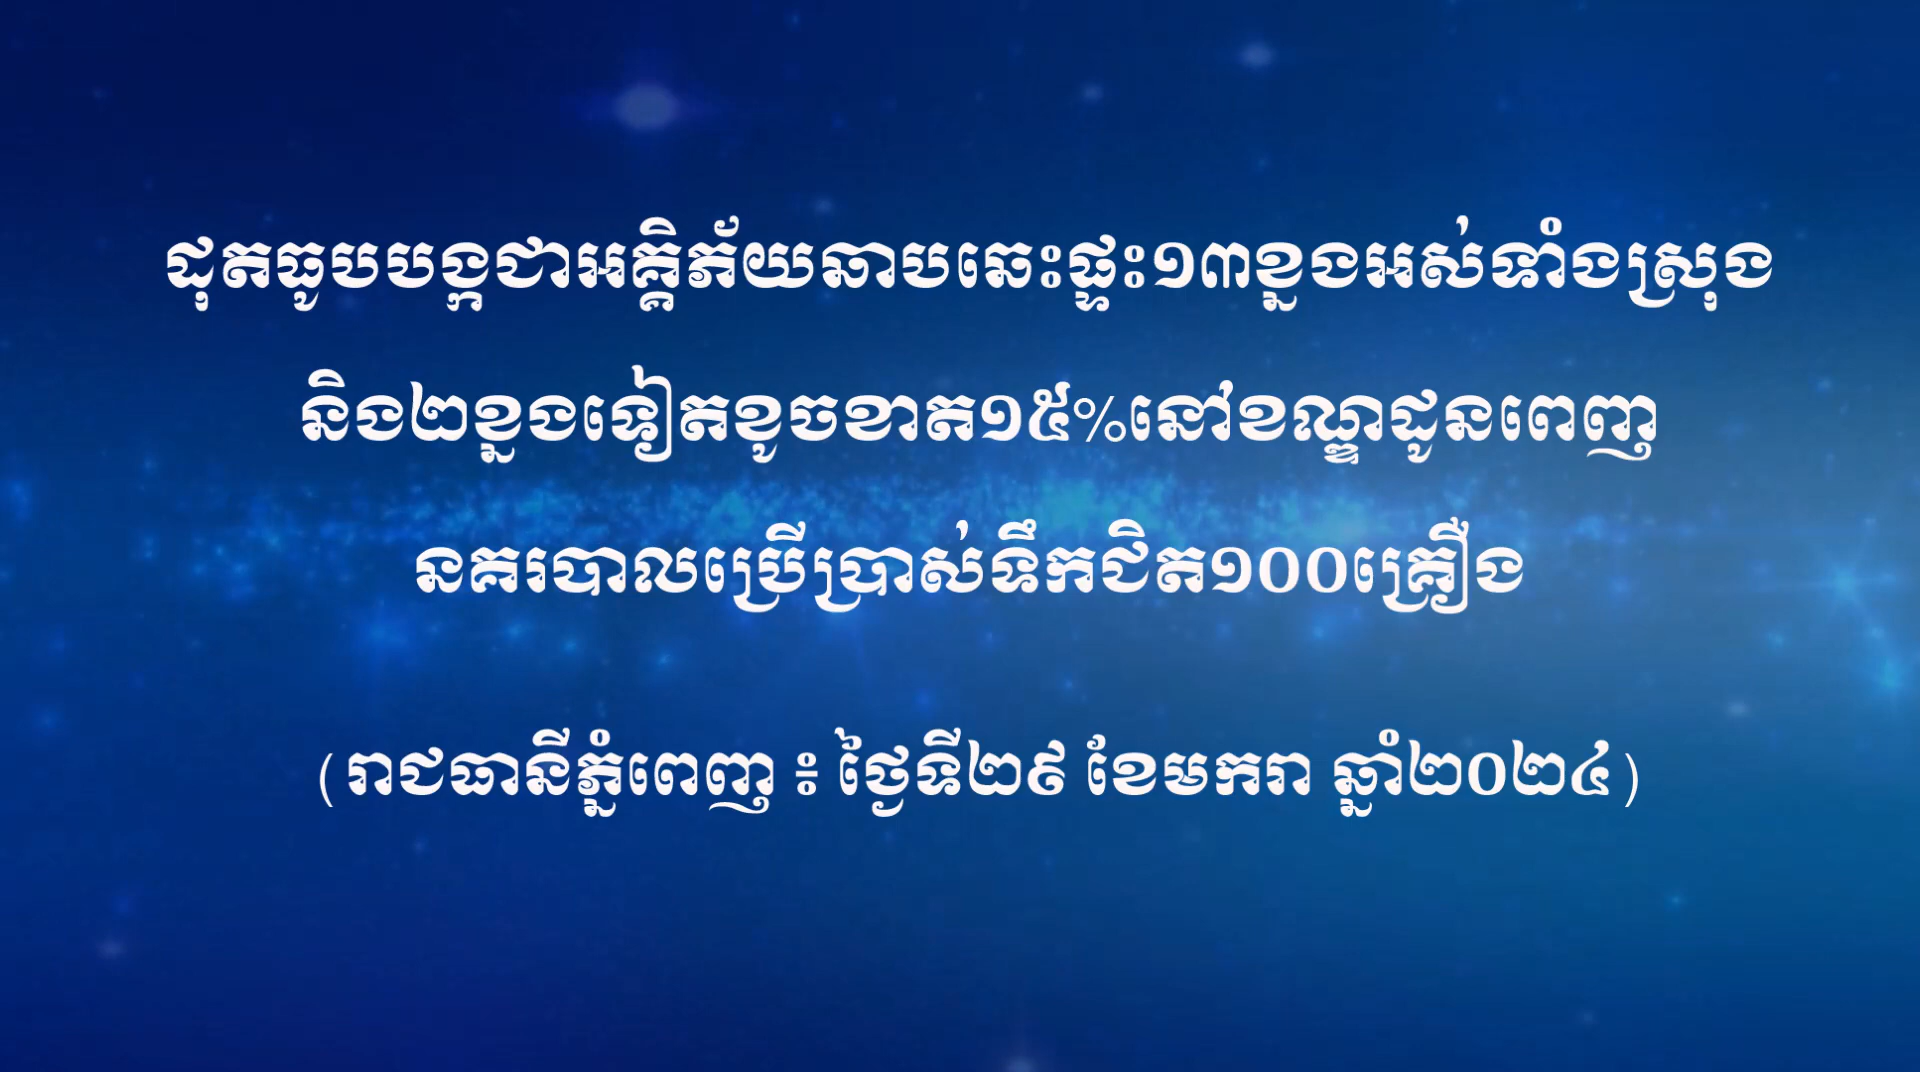 ដុតធូបបង្កជាអគ្គិភ័យឆាបឆេះផ្ទះ១៣ខ្នងអស់ទាំងស្រុង
និង២ខ្នងទៀតខូចខាត១៥%នៅខណ្ឌដូនពេញ
នគរបាលប្រើប្រាស់ទឹកជិត១០០គ្រឿង
(រាជធានីភ្នំពេញ ៖ ថ្ងៃទី២៩ ខែមករា ឆ្នាំ២០២៤)